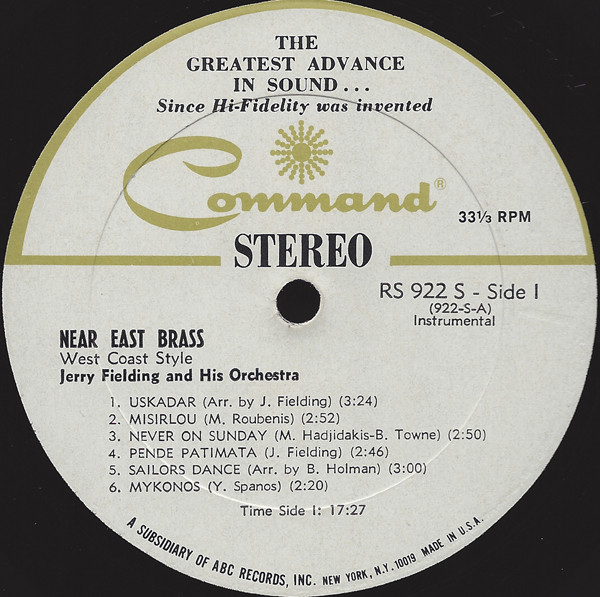 THE
GREATEST ADVANCE
IN SOUND...
Since Hi-Fidelity was invented
Command®
33⅓ RPM
STEREO
RS 922 S - Side I
(922-S-A)
Instrumental
NEAR EAST BRASS
West Coast Style
Jerry Fielding and His Orchestra
1. USKADAR (Arr. by J. Fielding) (3:24)
2. MISIRLOU (M. Roubenis) (2:52)
3. NEVER ON SUNDAY (M. Hadjidakis-B. Towne) (2:50)
4. PENDE PATIMATA (J. Fielding) (2:46)
5. SAILORS DANCE (Arr. by B. Holman) (3:00)
6. MYKONOS (Y. Spanos) (2:20)
Time Side I: 17:27
A SUBSIDIARY OF ABC RECORDS, INC. NEW YORK, N.Y. 10019 MADE IN U.S.A.